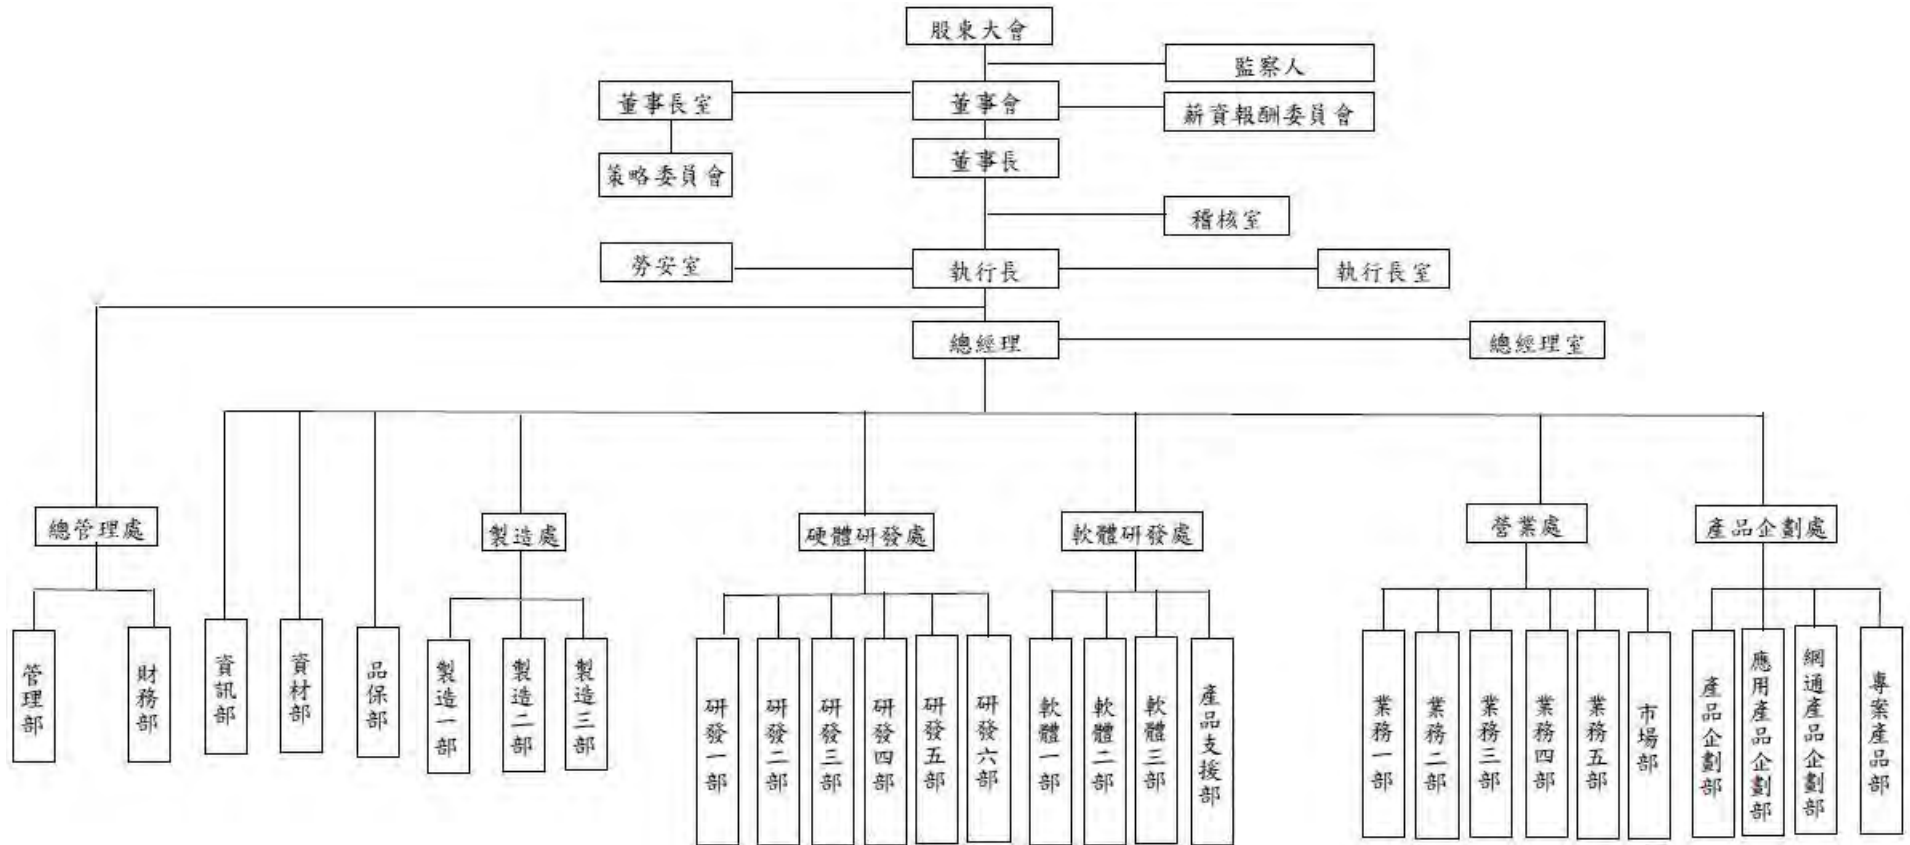 股東大會
監察人
董事長室
董事會
薪資報酬委員會
董事長
策略委員會
稽核室
勞安室
執行長
執行長室
總經理
總經理室
總管理處
製造處
硬體研發處
軟體研發處
營業處
產品企劃處
管理部
財務部
資訊部
資材部
品保部
製造一部
製造二部
製造三部
研發一部
研發二部
研發三部
研發四部
研發五部
研發六部
軟體一部
軟體二部
軟體三部
產品支援部
業務一部
業務二部
業務三部
業務四部
業務五部
市場部
產品企劃部
應用產品企劃部
網通產品企劃部
專案產品部